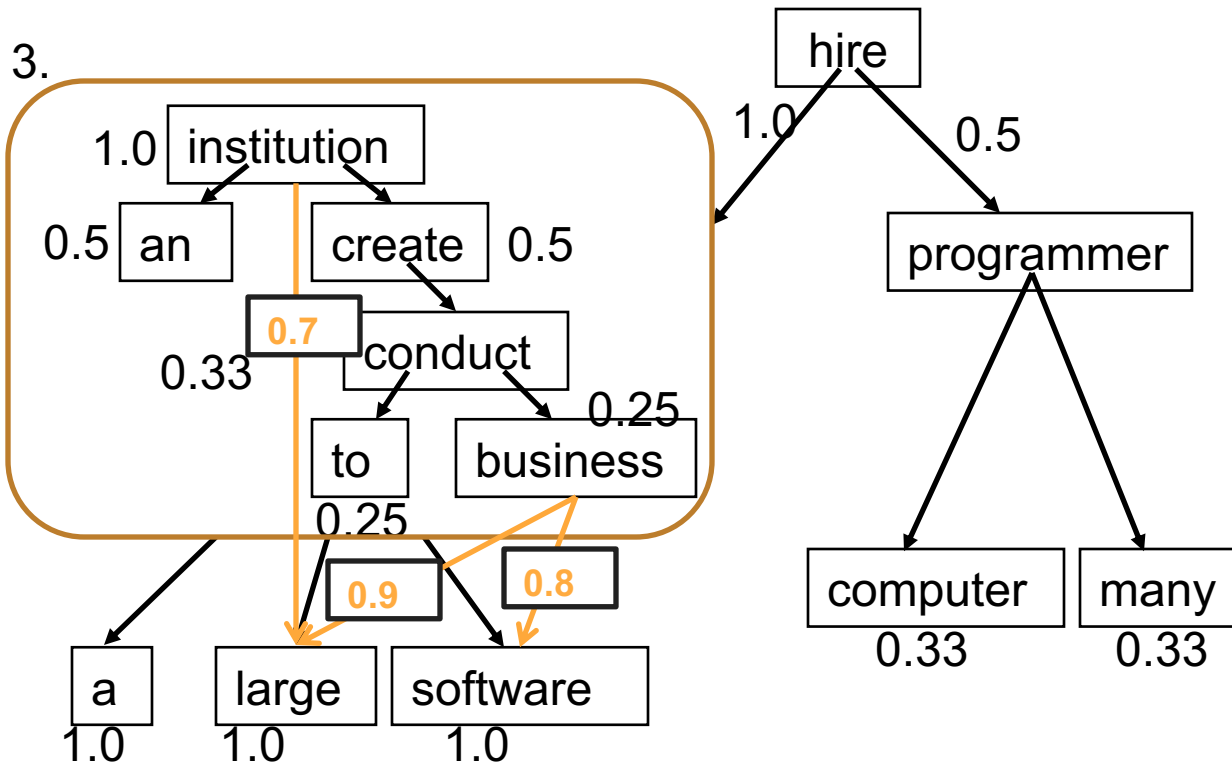 3.
hire
1.0
0.5
1.0
institution
0.5
an
create
0.5
programmer
0.7
0.33
conduct
0.25
to
business
0.25
0.9
0.8
computer
many
0.33
0.33
a
large
software
1.0
1.0
1.0